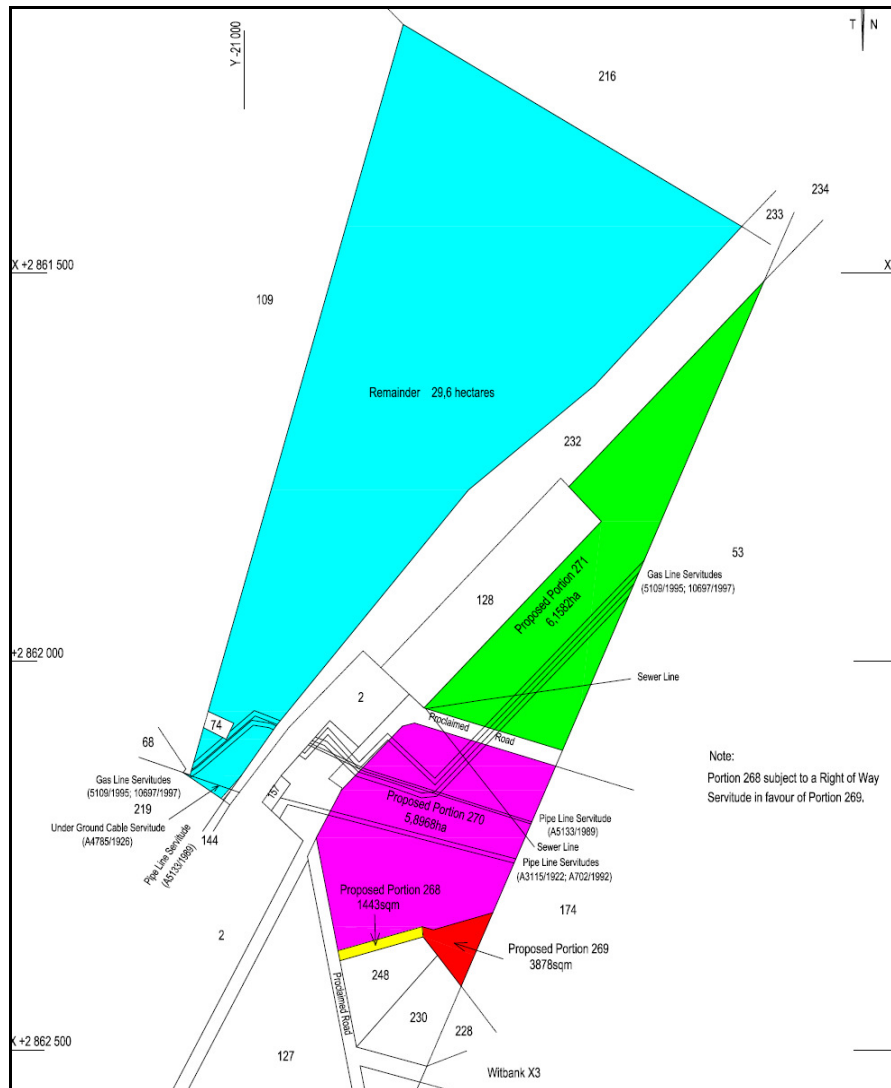 T N
Y -21 000
216
234
233
X +2 861 500
X
109
Remainder 29,6 hectares
232
53
Gas Line Servitudes
(5109/1995; 10697/1997)
Proposed Portion 271
6,1582ha
128
+2 862 000
Sewer Line
2
Proclaimed Road
74
68
Note:
Portion 268 subject to a Right of Way
Servitude in favour of Portion 269.
Gas Line Servitudes
(5109/1995; 10697/1997)
219
157
Proposed Portion 270
5,8968ha
Under Ground Cable Servitude
(A4785/1926)
144
Pipe Line Servitude
(A5133/1989)
Pipe Line Servitude
(A5133/1989)
Sewer Line
Pipe Line Servitudes
(A3115/1922; A702/1992)
Proposed Portion 268
1443sqm
174
2
Proposed Portion 269
3878sqm
248
Proclaimed Road
230
228
X +2 862 500
127
Witbank X3